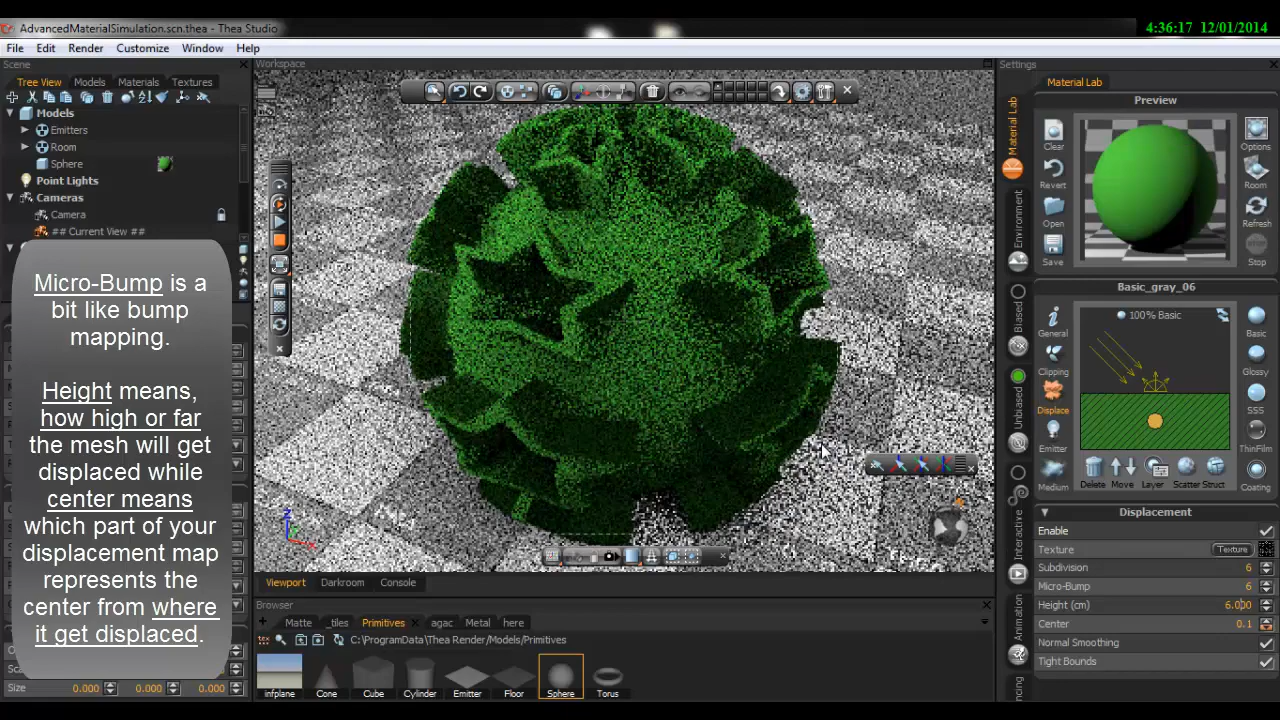 AdvancedMaterialSimulation.scn.thea - Thea Studio
4:36:17 12/01/2014
File Edit Render Customize Window Help
Scene
Workspace
Settings
Tree View Models Materials Textures
Models
Emitters
Room
Sphere
Point Lights
Cameras
Camera
## Current View ##
Micro-Bump is a
bit like bump
mapping.
Height means,
how high or far
the mesh will get
displaced while
center means
which part of your
displacement map
represents the
center from where
it get displaced.
Size 0.000 0.000 0.000
Viewport Darkroom Console
Browser
Matte _tiles Primitives agac Metal here
C:\ProgramData\Thea Render/Models/Primitives
infplane Cone Cube Cylinder Emitter Floor Sphere Torus
Material Lab
Material Lab
Environment
Biased
Unbiased
Interactive
Animation
Preview
Clear
Revert
Open
Save
Options
Room
Refresh
Stop
Basic_gray_06
100% Basic
General
Clipping
Displace
Emitter
Medium
Basic
Glossy
SSS
ThinFilm
Coating
Delete Move Layer Scatter Struct
Displacement
Enable
Texture Texture
Subdivision 6
Micro-Bump 6
Height (cm) 6.000
Center 0.1
Normal Smoothing
Tight Bounds